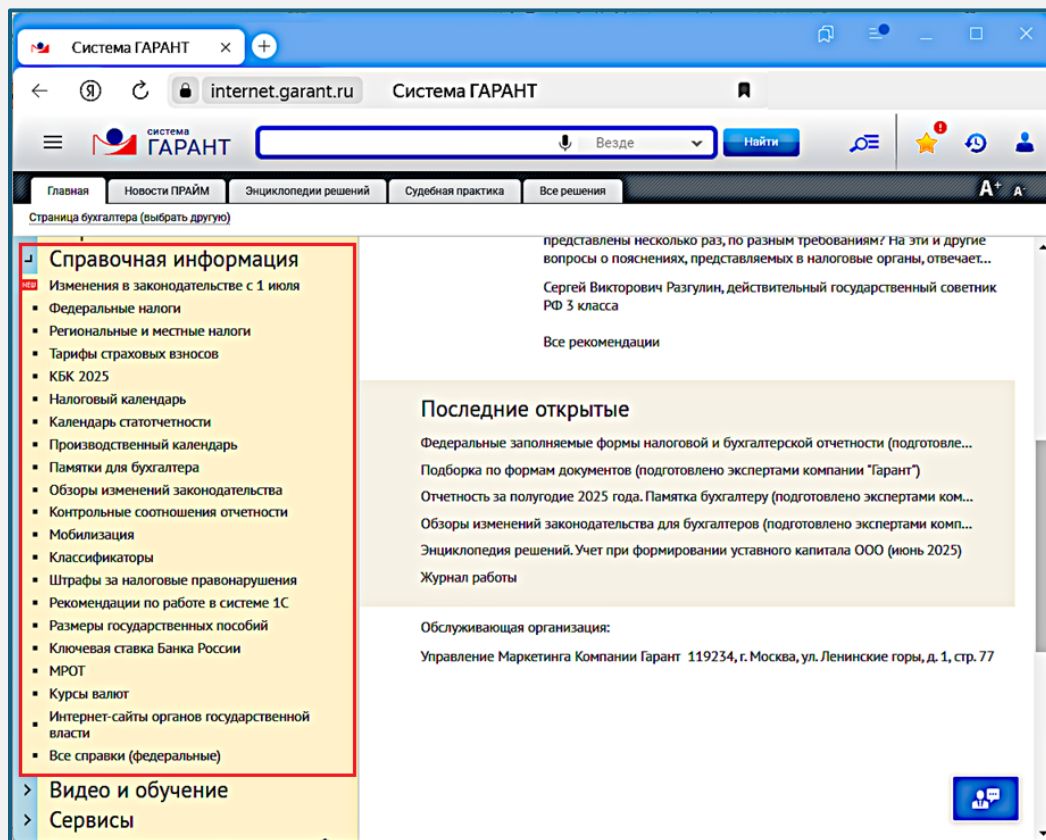 Система ГАРАНТ
internet.garant.ru Система ГАРАНТ
система
ГАРАНТ
Везде
Найти
Главная
Новости ПРАЙМ
Энциклопедии решений
Судебная практика
Все решения
А+ А-
Страница бухгалтера (выбрать другую)
Справочная информация
NEW Изменения в законодательстве с 1 июля
Федеральные налоги
Региональные и местные налоги
Тарифы страховых взносов
КБК 2025
Налоговый календарь
Календарь статотчетности
Производственный календарь
Памятки для бухгалтера
Обзоры изменений законодательства
Контрольные соотношения отчетности
Мобилизация
Классификаторы
Штрафы за налоговые правонарушения
Рекомендации по работе в системе 1С
Размеры государственных пособий
Ключевая ставка Банка России
МРОТ
Курсы валют
Интернет-сайты органов государственной
власти
Все справки (федеральные)
Видео и обучение
Сервисы
представлены несколько раз, по разным требованиям? На эти и другие
вопросы о пояснениях, представляемых в налоговые органы, отвечает...
Сергей Викторович Разгулин, действительный государственный советник
РФ 3 класса
Все рекомендации
Последние открытые
Федеральные заполняемые формы налоговой и бухгалтерской отчетности (подготовле...
Подборка по формам документов (подготовлено экспертами компании "Гарант")
Отчетность за полугодие 2025 года. Памятка бухгалтеру (подготовлено экспертами ком...
Обзоры изменений законодательства для бухгалтеров (подготовлено экспертами комп...
Энциклопедия решений. Учет при формировании уставного капитала ООО (июнь 2025)
Журнал работы
Обслуживающая организация:
Управление Маркетинга Компании Гарант 119234, г. Москва, ул. Ленинские горы, д. 1, стр. 77